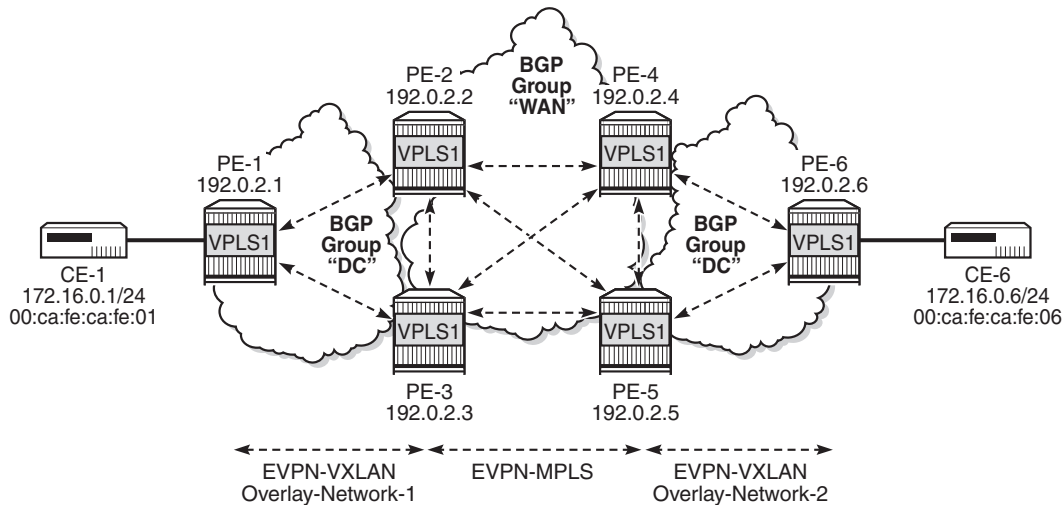 BGP
Group
“WAN”
PE-2
192.0.2.2
VPLS1
PE-4
192.0.2.4
VPLS1
PE-1
192.0.2.1
VPLS1
PE-6
192.0.2.6
VPLS1
BGP
Group
“DC”
BGP
Group
“DC”
CE-1
172.16.0.1/24
00:ca:fe:ca:fe:01
CE-6
172.16.0.6/24
00:ca:fe:ca:fe:06
VPLS1
PE-3
192.0.2.3
VPLS1
PE-5
192.0.2.5
EVPN-VXLAN
Overlay-Network-1
EVPN-MPLS
EVPN-VXLAN
Overlay-Network-2